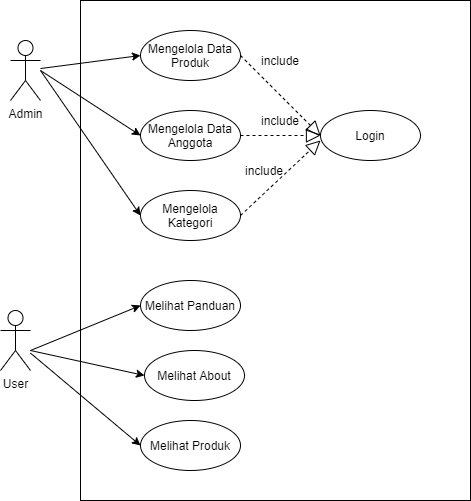 Mengelola Data
Produk
include
Admin
Mengelola Data
Anggota
include
Login
include
Mengelola
Kategori
Melihat Panduan
User
Melihat About
Melihat Produk